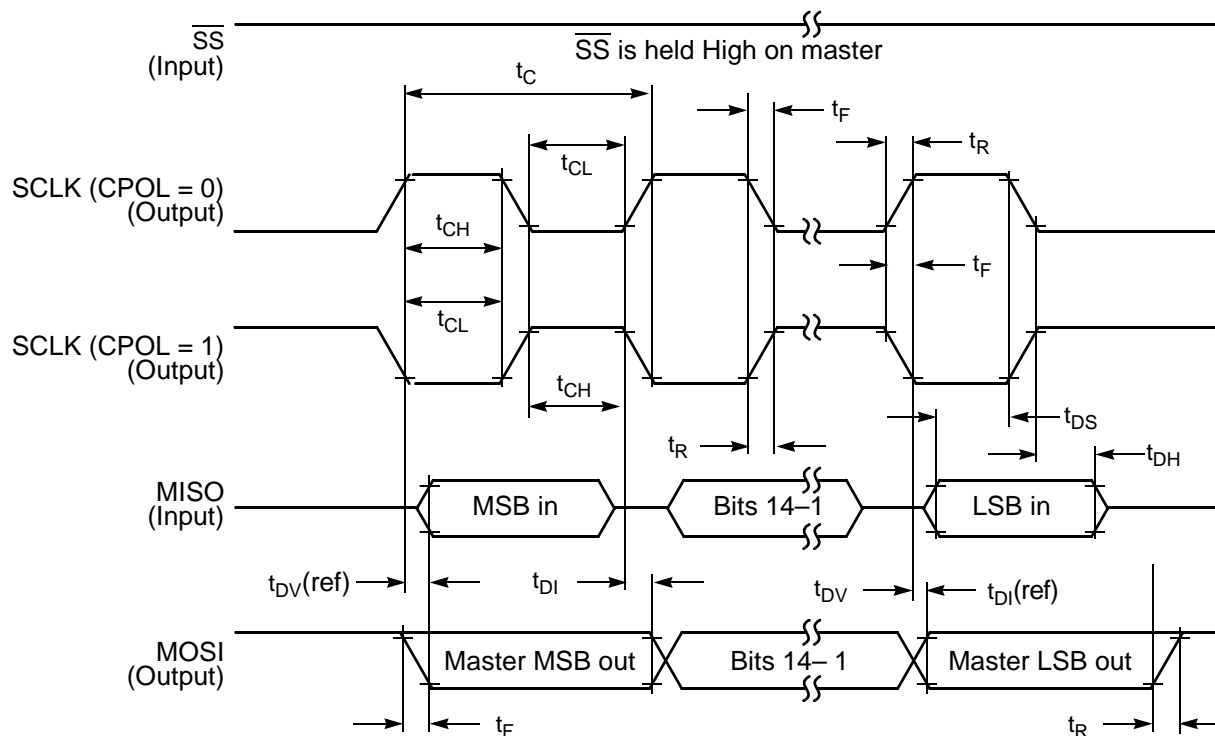 SS
(Input)
SS is held High on master
tC
tF
tR
tCL
SCLK (CPOL = 0)
(Output)
tCH
tF
tCL
SCLK (CPOL = 1)
(Output)
tCH
tDS
tR
tDH
MISO
(Input)
MSB in
Bits 14–1
LSB in
tDV(ref)
tDI
tDV
tDI(ref)
MOSI
(Output)
Master MSB out
Bits 14– 1
Master LSB out
tF
tR